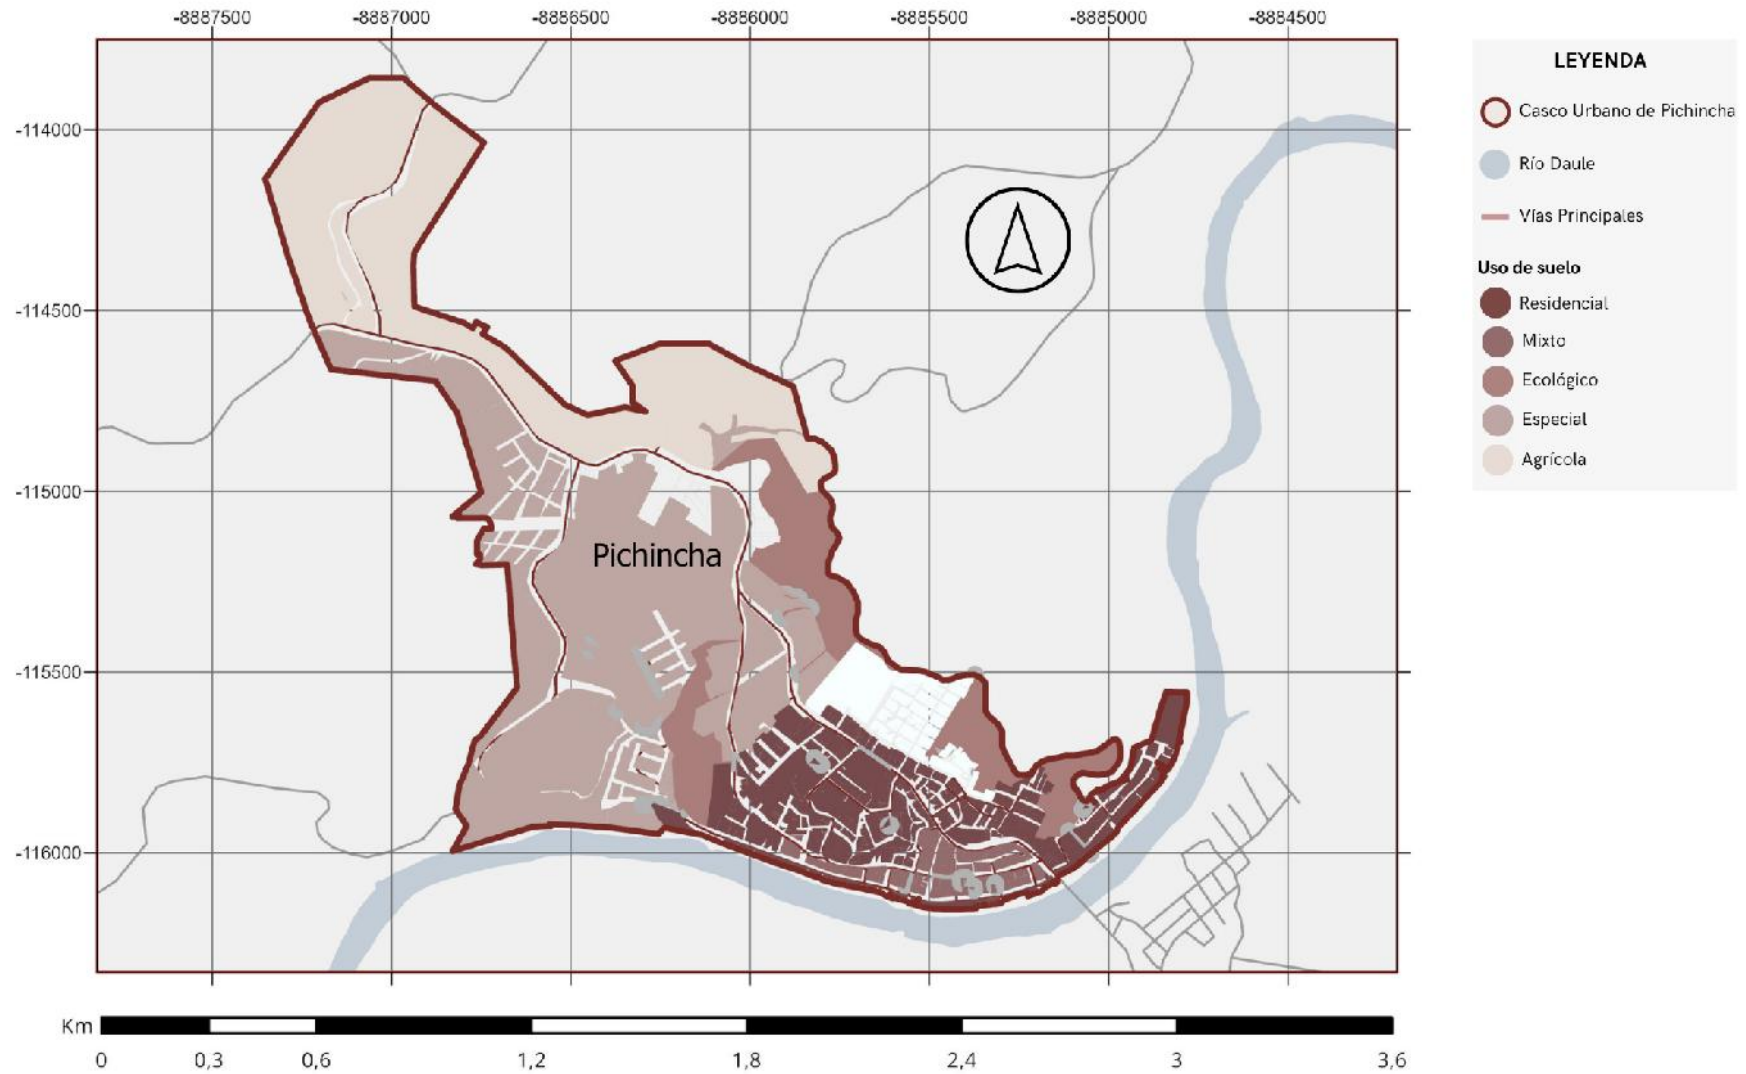 -8887500 -8887000 -8886500 -8886000 -8885500 -8885000 -8884500
LEYENDA
Casco Urbano de Pichincha
Río Daule
Vías Principales
Uso de suelo
Residencial
Mixto
Ecológico
Especial
Agrícola
-114000
-114500
-115000
Pichincha
-115500
-116000
Km
0 0,3 0,6 1,2 1,8 2,4 3 3,6